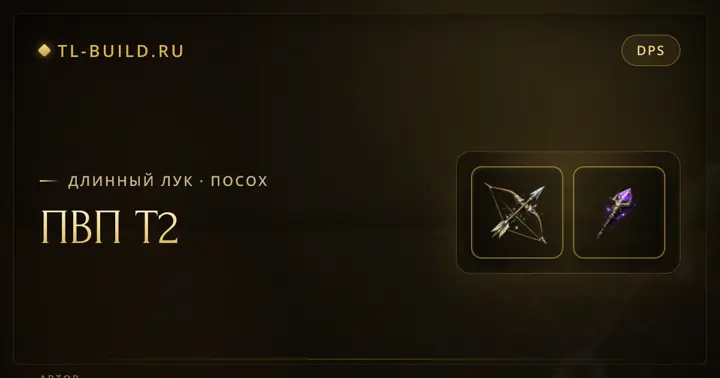 TL-BUILD.RU
DPS
ДЛИННЫЙ ЛУК · ПОСОХ
ПВП Т2